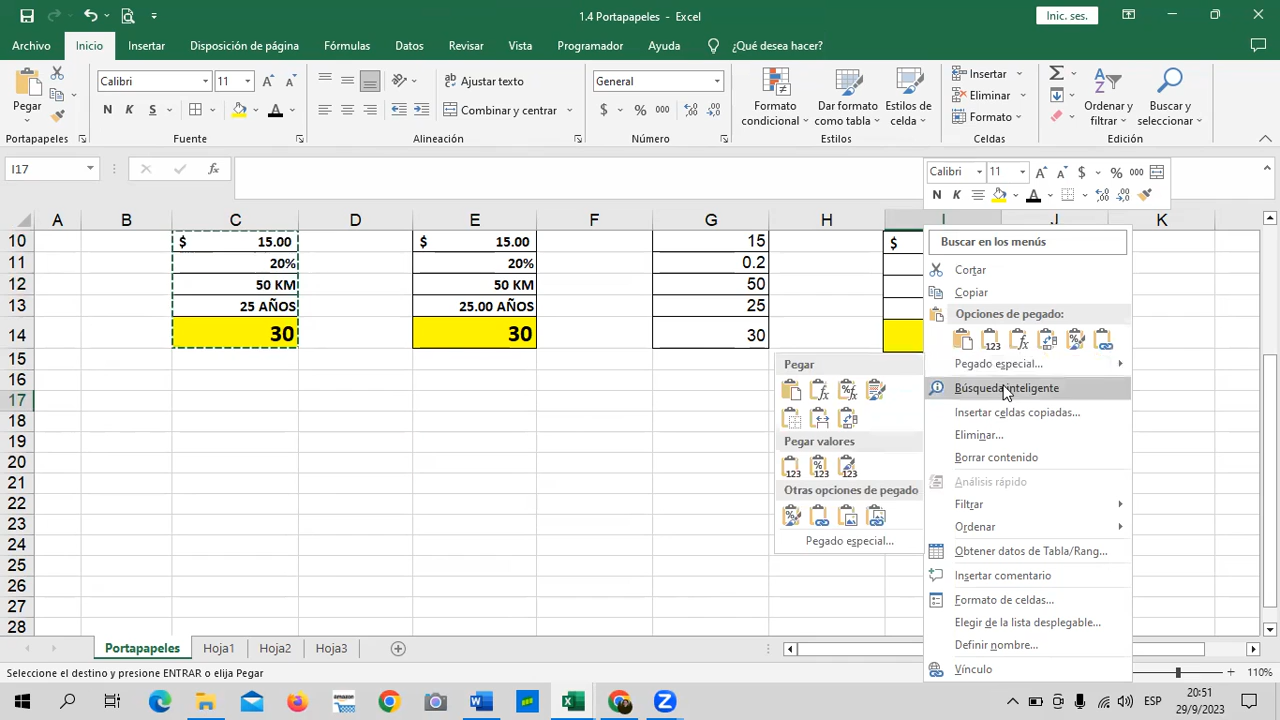 1.4 Portapapeles - Excel
Inic. ses.
Archivo Inicio Insertar Disposición de página Fórmulas Datos Revisar Vista Programador Ayuda ¿Qué desea hacer?
Calibri 11 Ajustar texto General Insertar
Pegar Formato condicional Dar formato como tabla Estilos de celda Eliminar Ordenar y filtrar Buscar y seleccionar
N K S Combinar y centrar $ % 000 Formato
Portapapeles Fuente Alineación Número Estilos Celdas Edición
I17 fx
Calibri 11 $ % 000
N K A
A B C D E F G H I J K
10 $ 15.00 $ 15.00 15 $
11 20% 20% 0.2
12 50 KM 50 KM 50
13 25 AÑOS 25.00 AÑOS 25
14 30 30 30
15
16
17
18
19
20
21
22
23
24
25
26
27
28
Pegar
Pegar valores
Otras opciones de pegado
Pegado especial...
Buscar en los menús
Cortar
Copiar
Opciones de pegado:
Pegado especial...
Búsqueda inteligente
Insertar celdas copiadas...
Eliminar...
Borrar contenido
Análisis rápido
Filtrar
Ordenar
Obtener datos de Tabla/Rang...
Insertar comentario
Formato de celdas...
Elegir de la lista desplegable...
Definir nombre...
Vínculo
Portapapeles Hoja1 Hoja2 Hoja3
Seleccione el destino y presione ENTRAR o elija Pegar
110%
ESP 20:51
29/9/2023